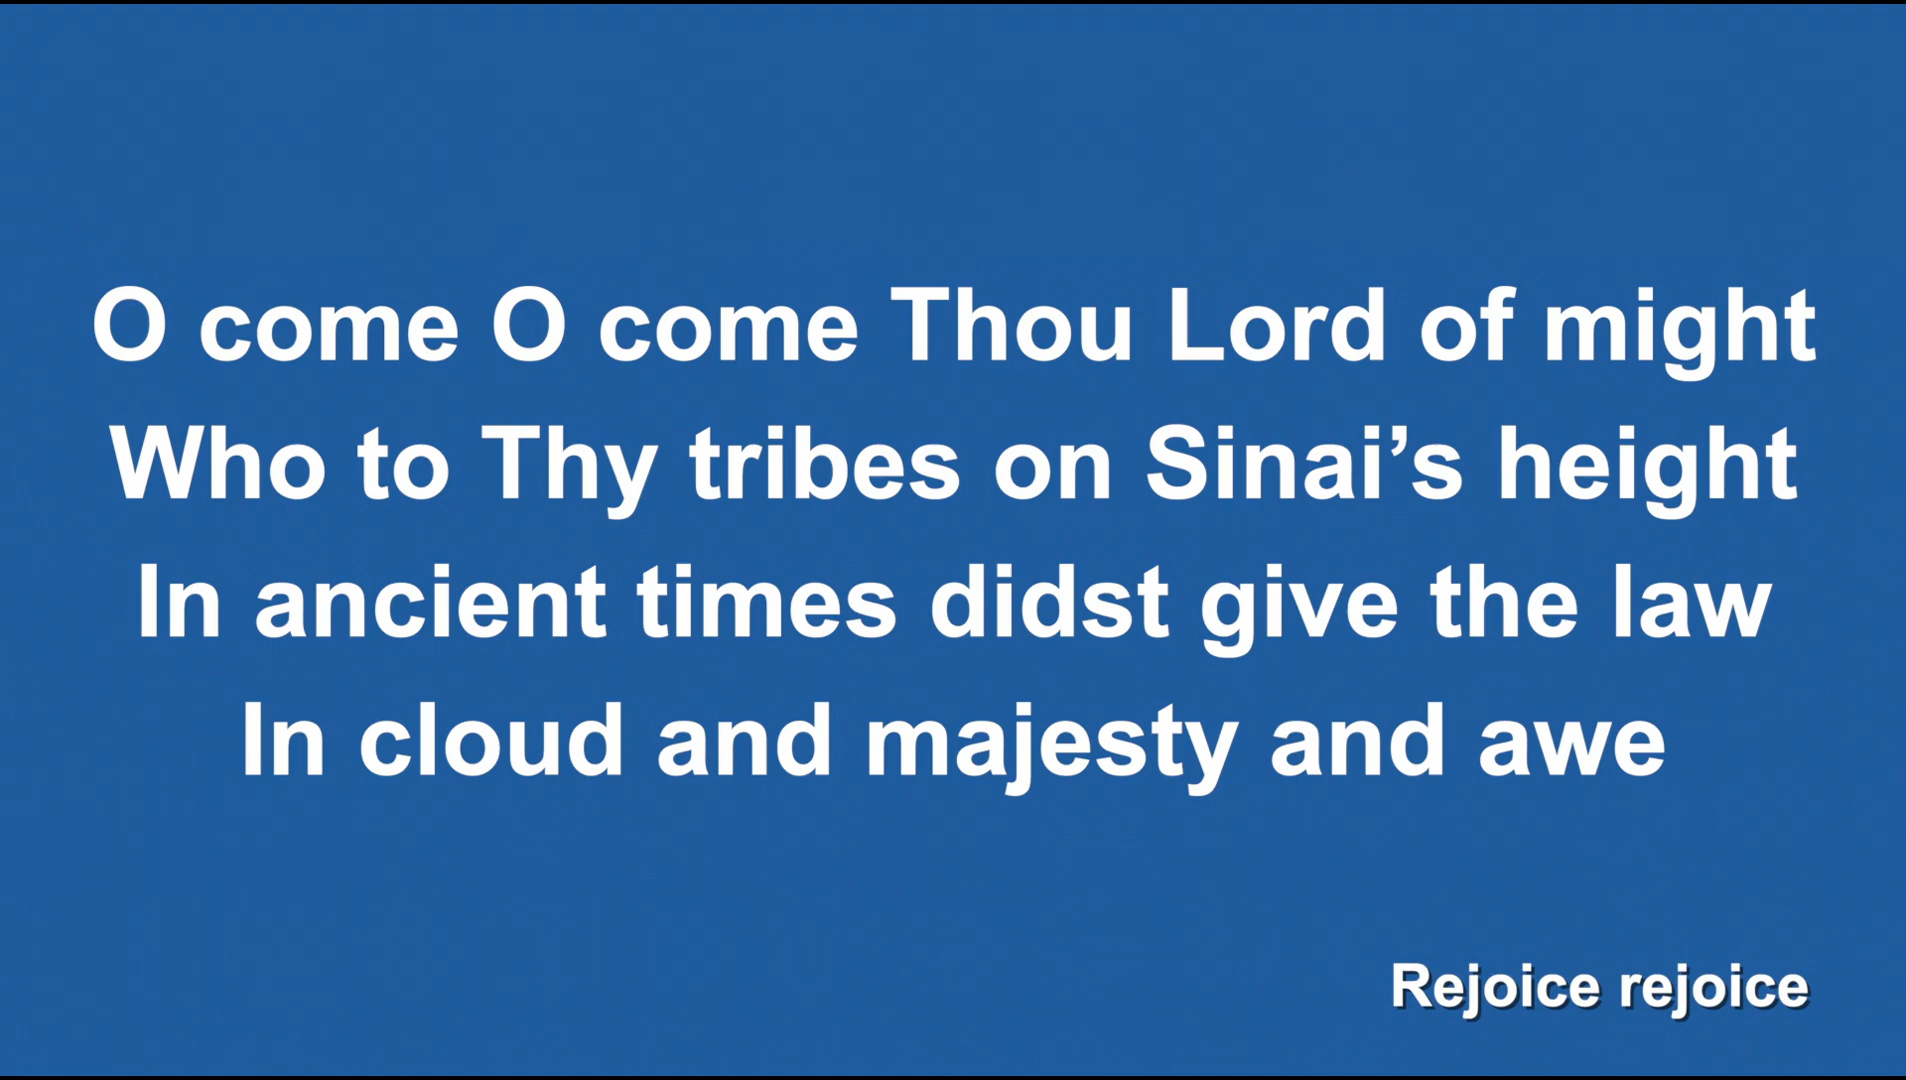 O come O come Thou Lord of might
Who to Thy tribes on Sinai’s height
In ancient times didst give the law
In cloud and majesty and awe
Rejoice rejoice